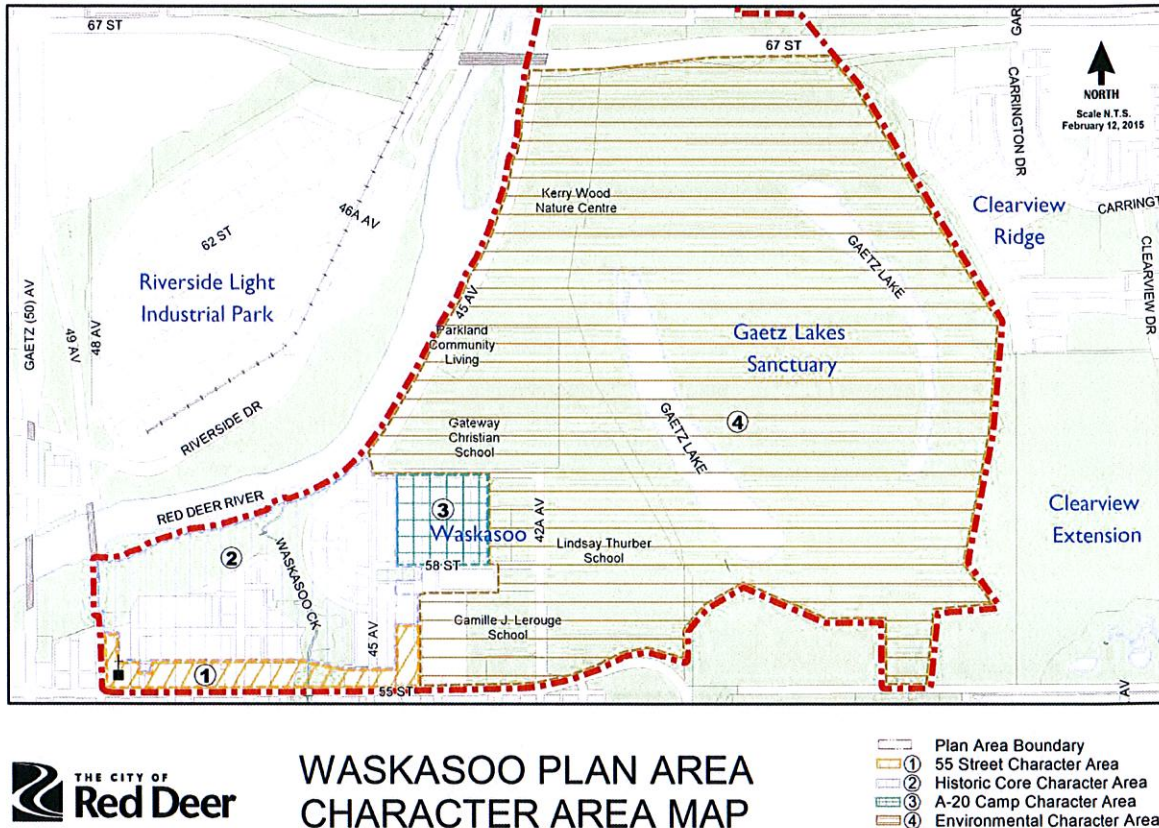 67 ST
67 ST
GAR
CARRINGTON DR
NORTH
Scale N.T.S.
February 12, 2015
Kerry Wood
Nature Centre
46A AV
62 ST
Clearview
Ridge
CARRINGT
GAETZ LAKE
CLEARVIEW DR
Riverside Light
Industrial Park
GAETZ (50) AV
49 AV
48 AV
45 AV
Parkland
Community
Living
Gaetz Lakes
Sanctuary
RIVERSIDE DR
Gateway
Christian
School
GAETZ LAKE
4
RED DEER RIVER
3
Waskasoo
42A AV
Clearview
Extension
2
WASKASOO CK
Lindsay Thurber
School
58 ST
45 AV
Camille J. Lerouge
School
1
55 ST
AV
THE CITY OF
Red Deer
WASKASOO PLAN AREA
CHARACTER AREA MAP
Plan Area Boundary
1 55 Street Character Area
2 Historic Core Character Area
3 A-20 Camp Character Area
4 Environmental Character Area